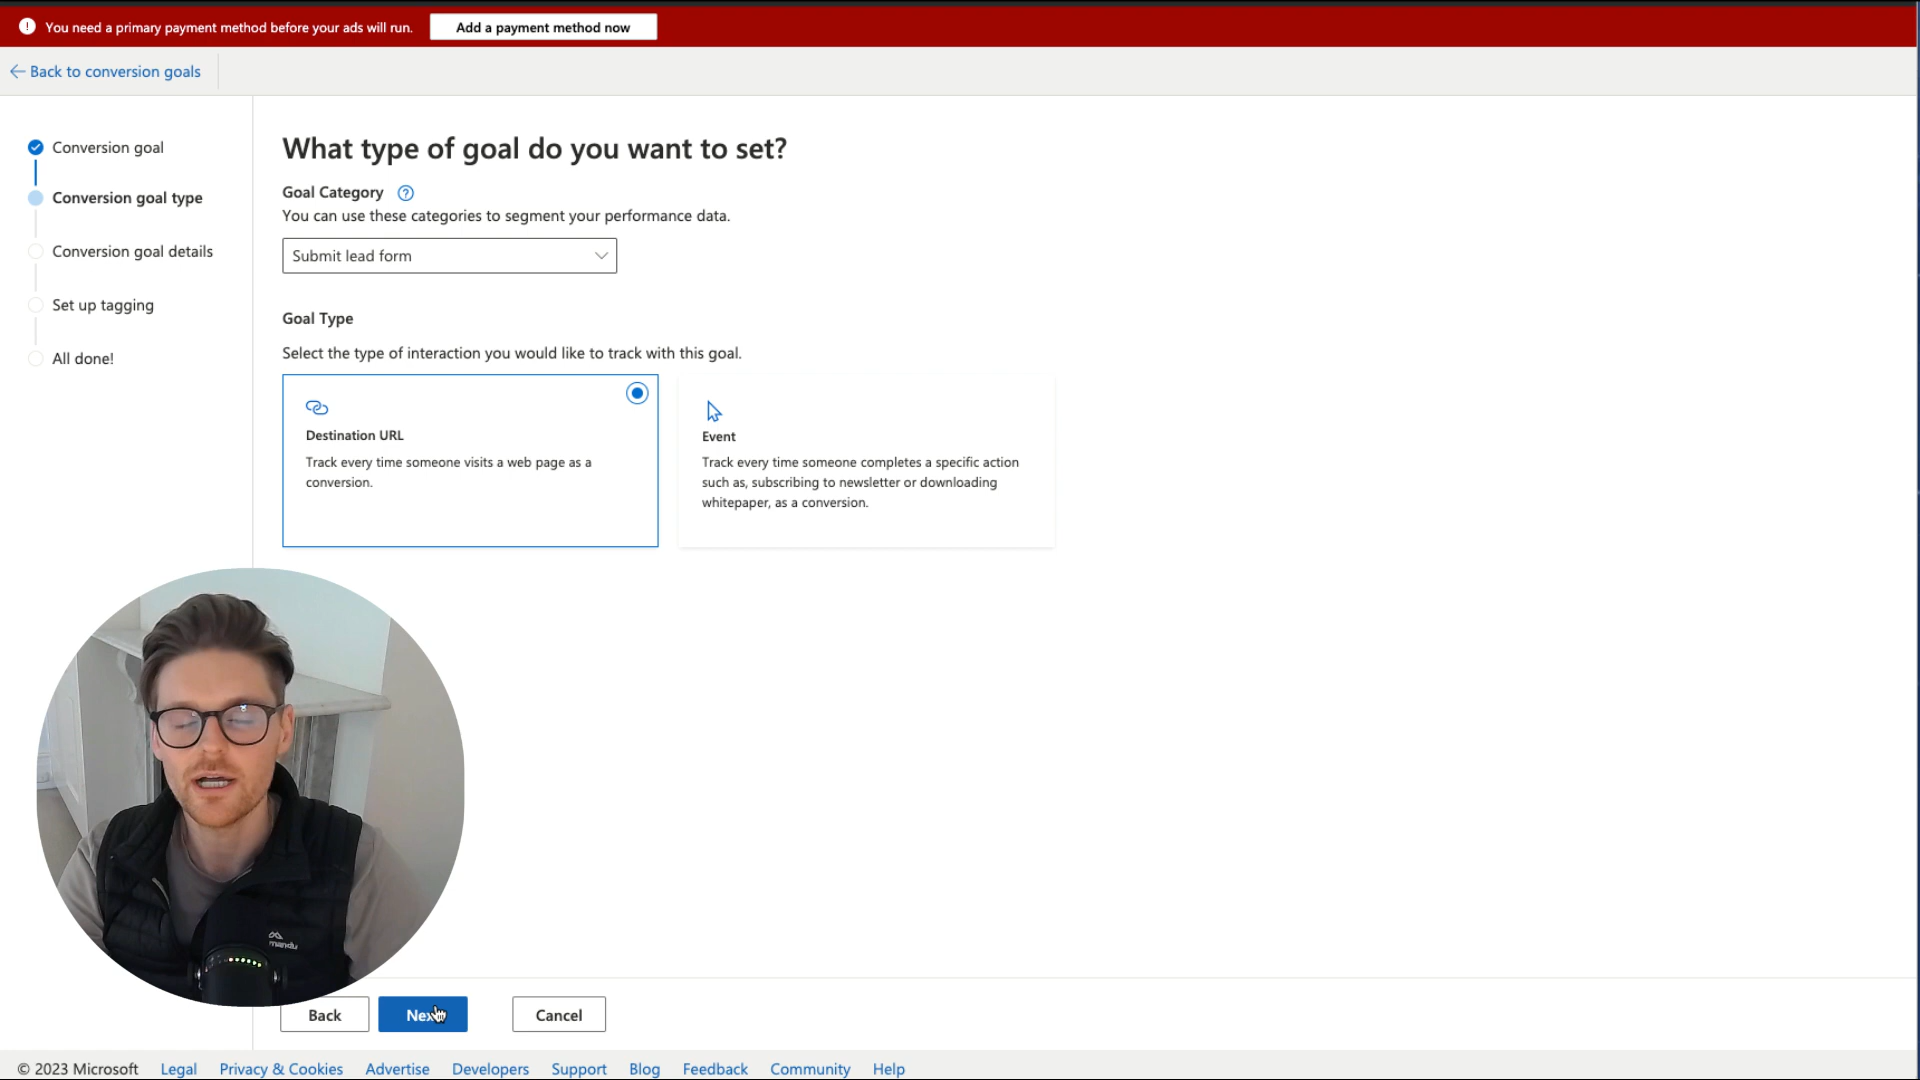 You need a primary payment method before your ads will run.
Add a payment method now
Back to conversion goals
Conversion goal
Conversion goal type
Conversion goal details
Set up tagging
All done!
What type of goal do you want to set?
Goal Category
You can use these categories to segment your performance data.
Submit lead form
Goal Type
Select the type of interaction you would like to track with this goal.
Destination URL
Track every time someone visits a web page as a
conversion.
Event
Track every time someone completes a specific action
such as, subscribing to newsletter or downloading
whitepaper, as a conversion.
Back
Cancel
© 2023 Microsoft Legal Privacy & Cookies Advertise Developers Support Blog Feedback Community Help